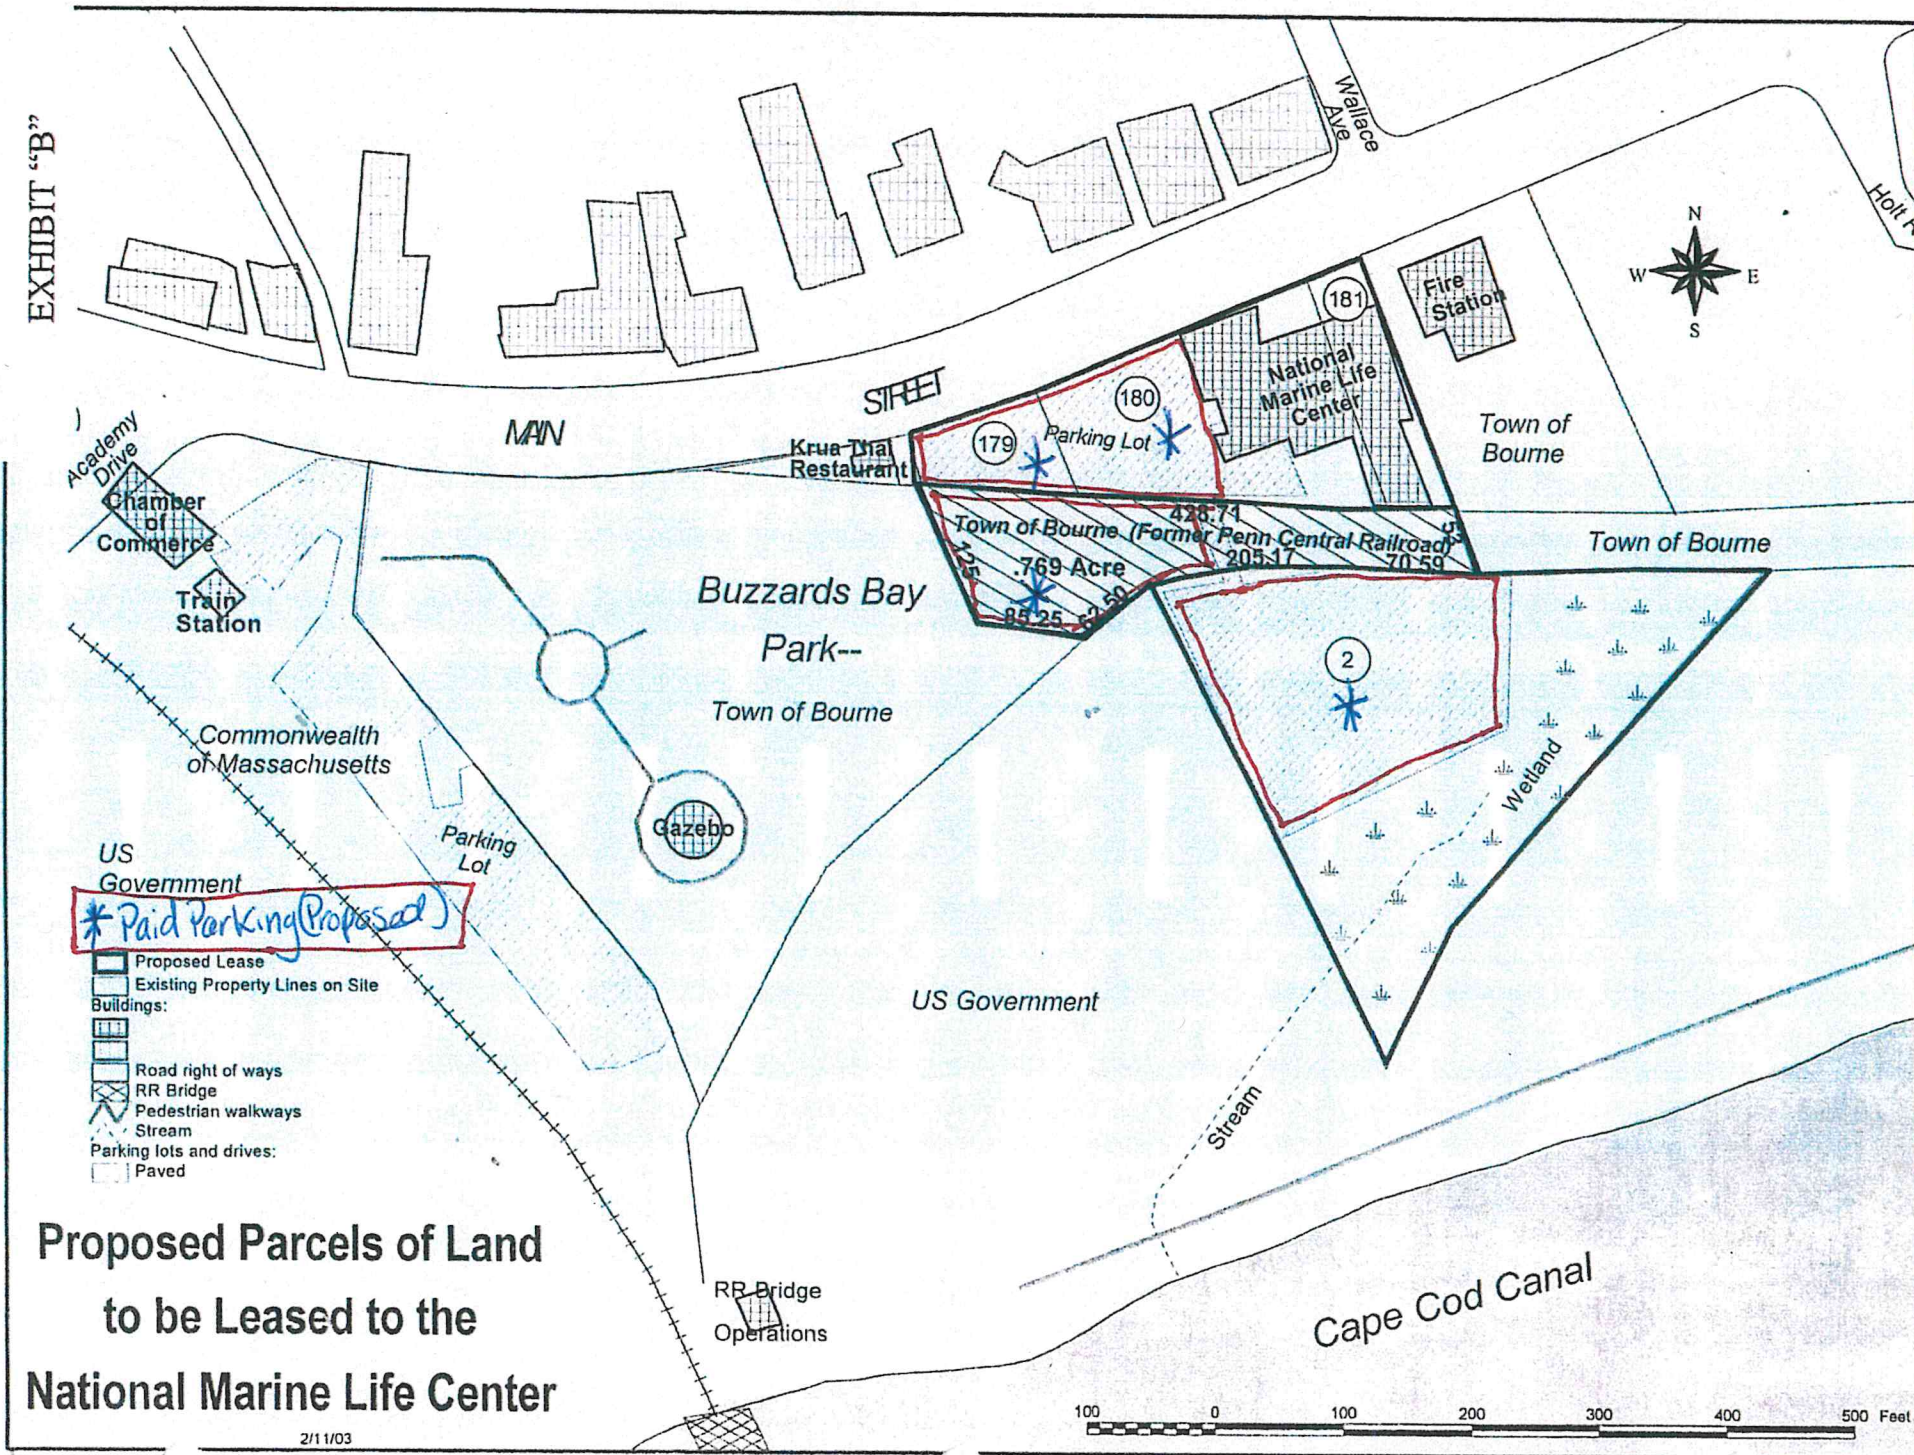 EXHIBIT “B”
Wallace
Ave
Holt R
N
W E
S
Fire
Station
181
National
Marine Life
Center
180
179
Parking Lot
STREET
MAIN
Krua Thai
Restaurant
Town of
Bourne
Academy
Drive
Chamber
of
Commerce
Train
Station
428.71
Town of Bourne (Former Penn Central Railroad)
53
205.17
70.59
125
.769 Acre
85.25
62.50
Town of Bourne
Buzzards Bay
Park--
Town of Bourne
2
Wetland
Commonwealth
of Massachusetts
Gazebo
Parking
Lot
US
Government
* Paid Parking (Proposed)
Proposed Lease
Existing Property Lines on Site
Buildings:
Road right of ways
RR Bridge
Pedestrian walkways
Stream
Parking lots and drives:
Paved
US Government
Stream
Proposed Parcels of Land
to be Leased to the
National Marine Life Center
2/11/03
RR Bridge
Operations
Cape Cod Canal
100 0 100 200 300 400 500 Feet